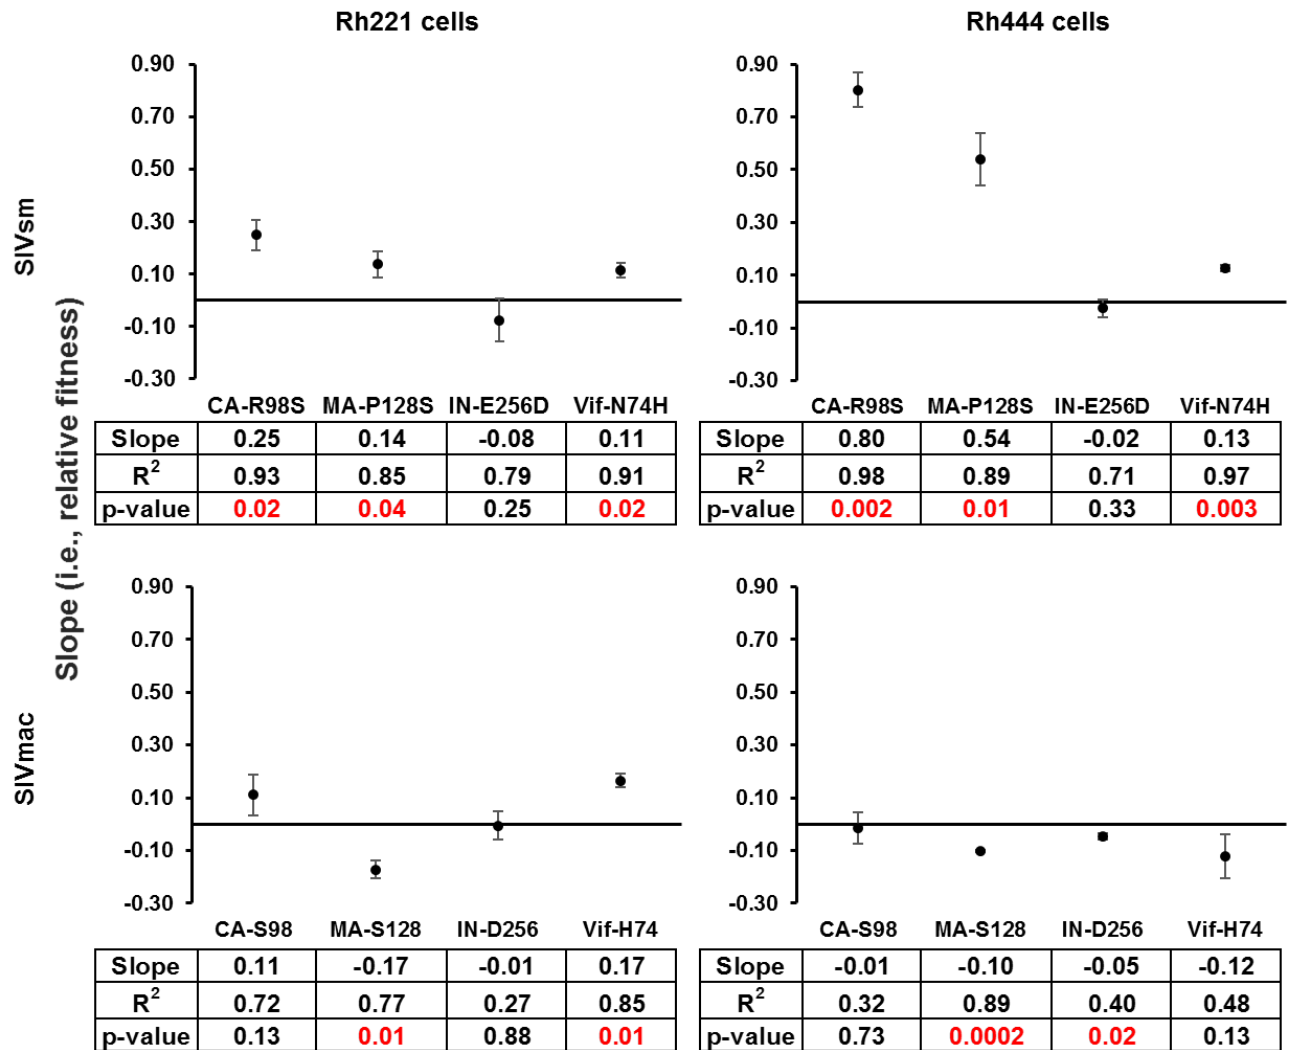 Rh221 cells
Rh444 cells
SIVsm
SIVmac
Slope (i.e., relative fitness)
0.90
0.70
0.50
0.30
0.10
-0.10
-0.30
CA-R98S MA-P128S IN-E256D Vif-N74H
Slope 0.25 0.14 -0.08 0.11
R² 0.93 0.85 0.79 0.91
p-value 0.02 0.04 0.25 0.02
0.90
0.70
0.50
0.30
0.10
-0.10
-0.30
CA-R98S MA-P128S IN-E256D Vif-N74H
Slope 0.80 0.54 -0.02 0.13
R² 0.98 0.89 0.71 0.97
p-value 0.002 0.01 0.33 0.003
0.90
0.70
0.50
0.30
0.10
-0.10
-0.30
CA-S98 MA-S128 IN-D256 Vif-H74
Slope 0.11 -0.17 -0.01 0.17
R² 0.72 0.77 0.27 0.85
p-value 0.13 0.01 0.88 0.01
0.90
0.70
0.50
0.30
0.10
-0.10
-0.30
CA-S98 MA-S128 IN-D256 Vif-H74
Slope -0.01 -0.10 -0.05 -0.12
R² 0.32 0.89 0.40 0.48
p-value 0.73 0.0002 0.02 0.13